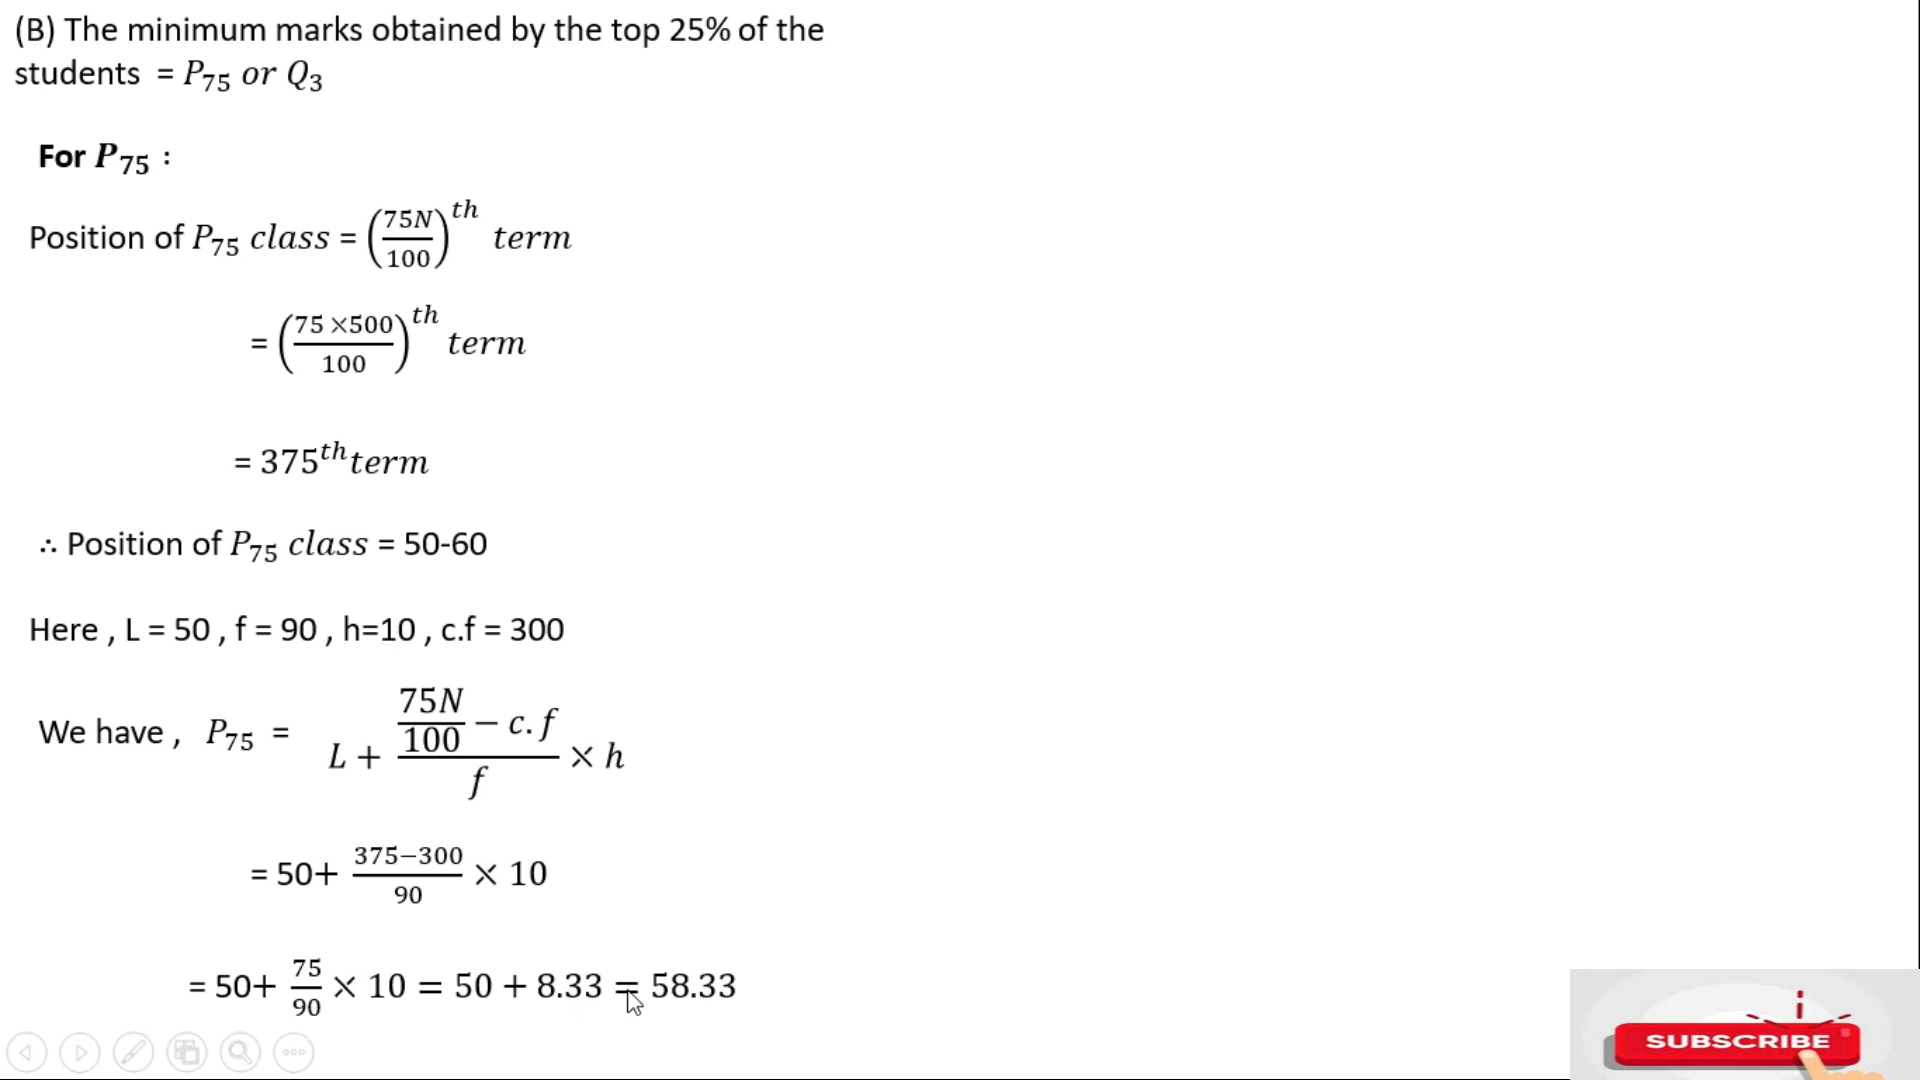 (B) The minimum marks obtained by the top 25% of the
students = P₇₅ or Q₃
For P₇₅ :
Position of P₇₅ class = (75N/100)ᵗʰ term
= (75 ×500/100)ᵗʰ term
= 375ᵗʰ term
∴ Position of P₇₅ class = 50-60
Here , L = 50 , f = 90 , h=10 , c.f = 300
We have , P₇₅ = L + (75N/100 − c. f)/f × h
= 50+ (375−300)/90 × 10
= 50+ 75/90 × 10 = 50 + 8.33 = 58.33
SUBSCRIBE